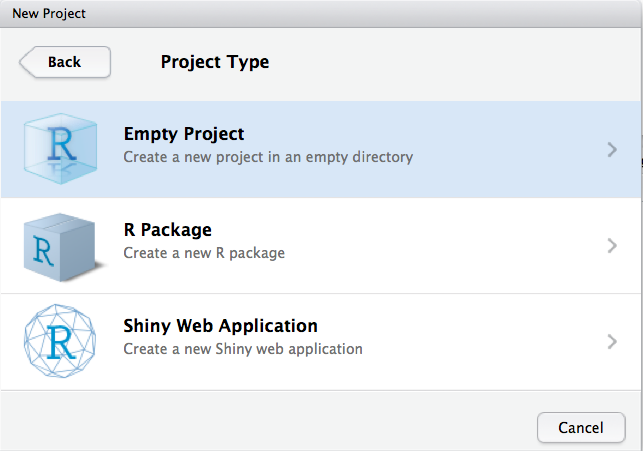 New Project
Back
Project Type
R
Empty Project
Create a new project in an empty directory
R
R Package
Create a new R package
R
Shiny Web Application
Create a new Shiny web application
Cancel